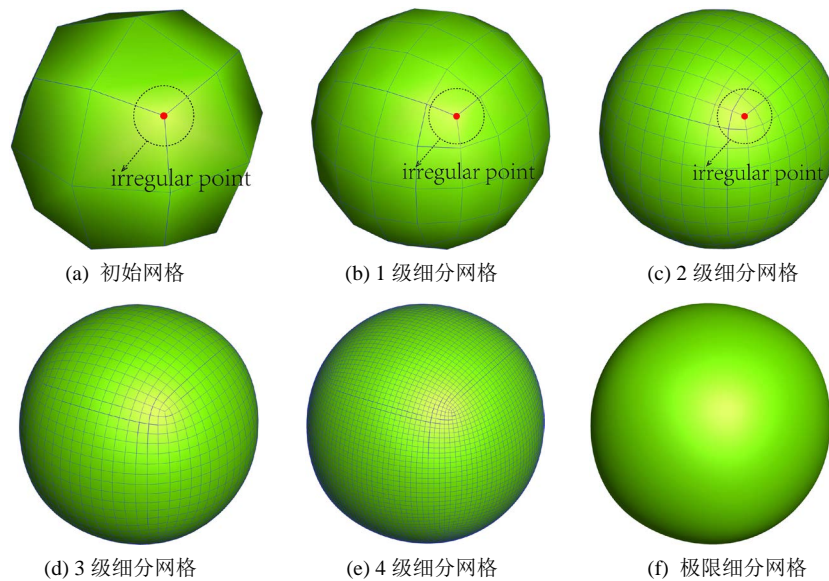 irregular point
irregular point
irregular point
(a) 初始网格
(b) 1 级细分网格
(c) 2 级细分网格
(d) 3 级细分网格
(e) 4 级细分网格
(f) 极限细分网格